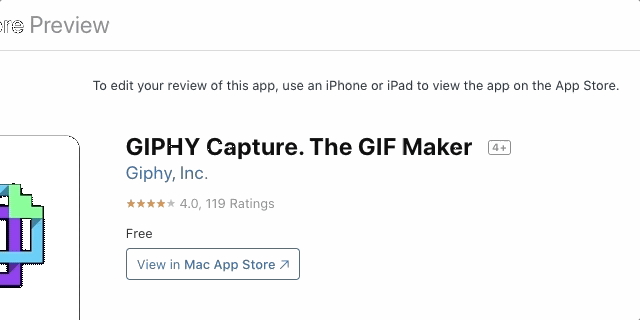 Preview
To edit your review of this app, use an iPhone or iPad to view the app on the App Store.
GIPHY Capture. The GIF Maker 4+
Giphy, Inc.
★★★★★ 4.0, 119 Ratings
Free
View in Mac App Store ↗